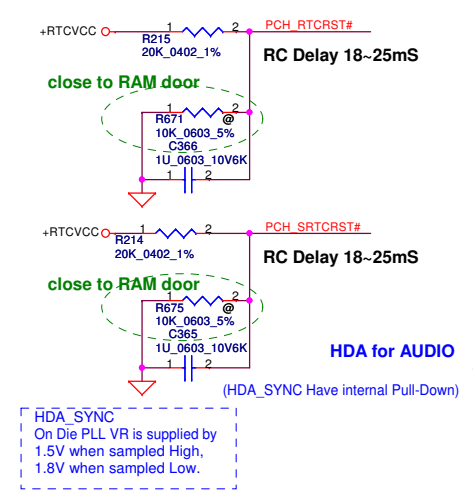 1 2 PCH_RTCRST#
+RTCVCC
R215
20K_0402_1%
RC Delay 18~25mS
close to RAM door
1 2
R671 @
10K_0603_5%
C366
1U_0603_10V6K
1 2
1 2 PCH_SRTCRST#
+RTCVCC
R214
20K_0402_1%
RC Delay 18~25mS
close to RAM door
1 2
R675 @
10K_0603_5%
C365
1U_0603_10V6K
1 2
HDA for AUDIO
(HDA_SYNC Have internal Pull-Down)
HDA_SYNC
On Die PLL VR is supplied by
1.5V when sampled High,
1.8V when sampled Low.